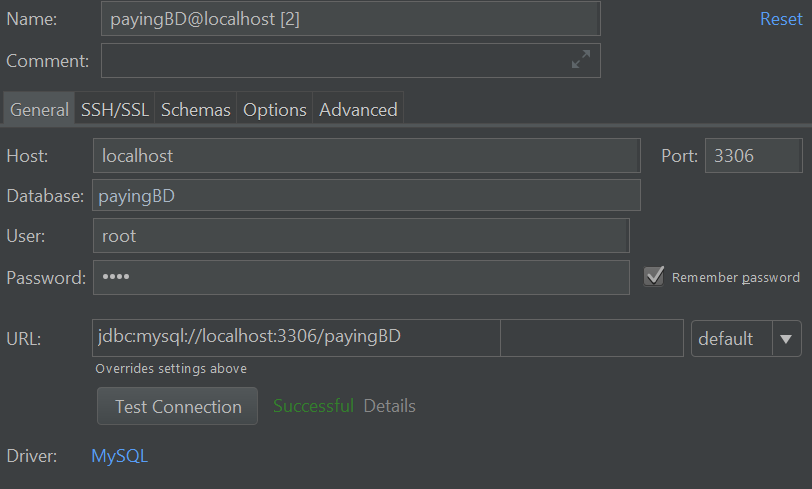 Name: payingBD@localhost [2] Reset
Comment:
General SSH/SSL Schemas Options Advanced
Host: localhost Port: 3306
Database: payingBD
User: root
Password: •••• Remember password
URL: jdbc:mysql://localhost:3306/payingBD default
Overrides settings above
Test Connection Successful Details
Driver: MySQL